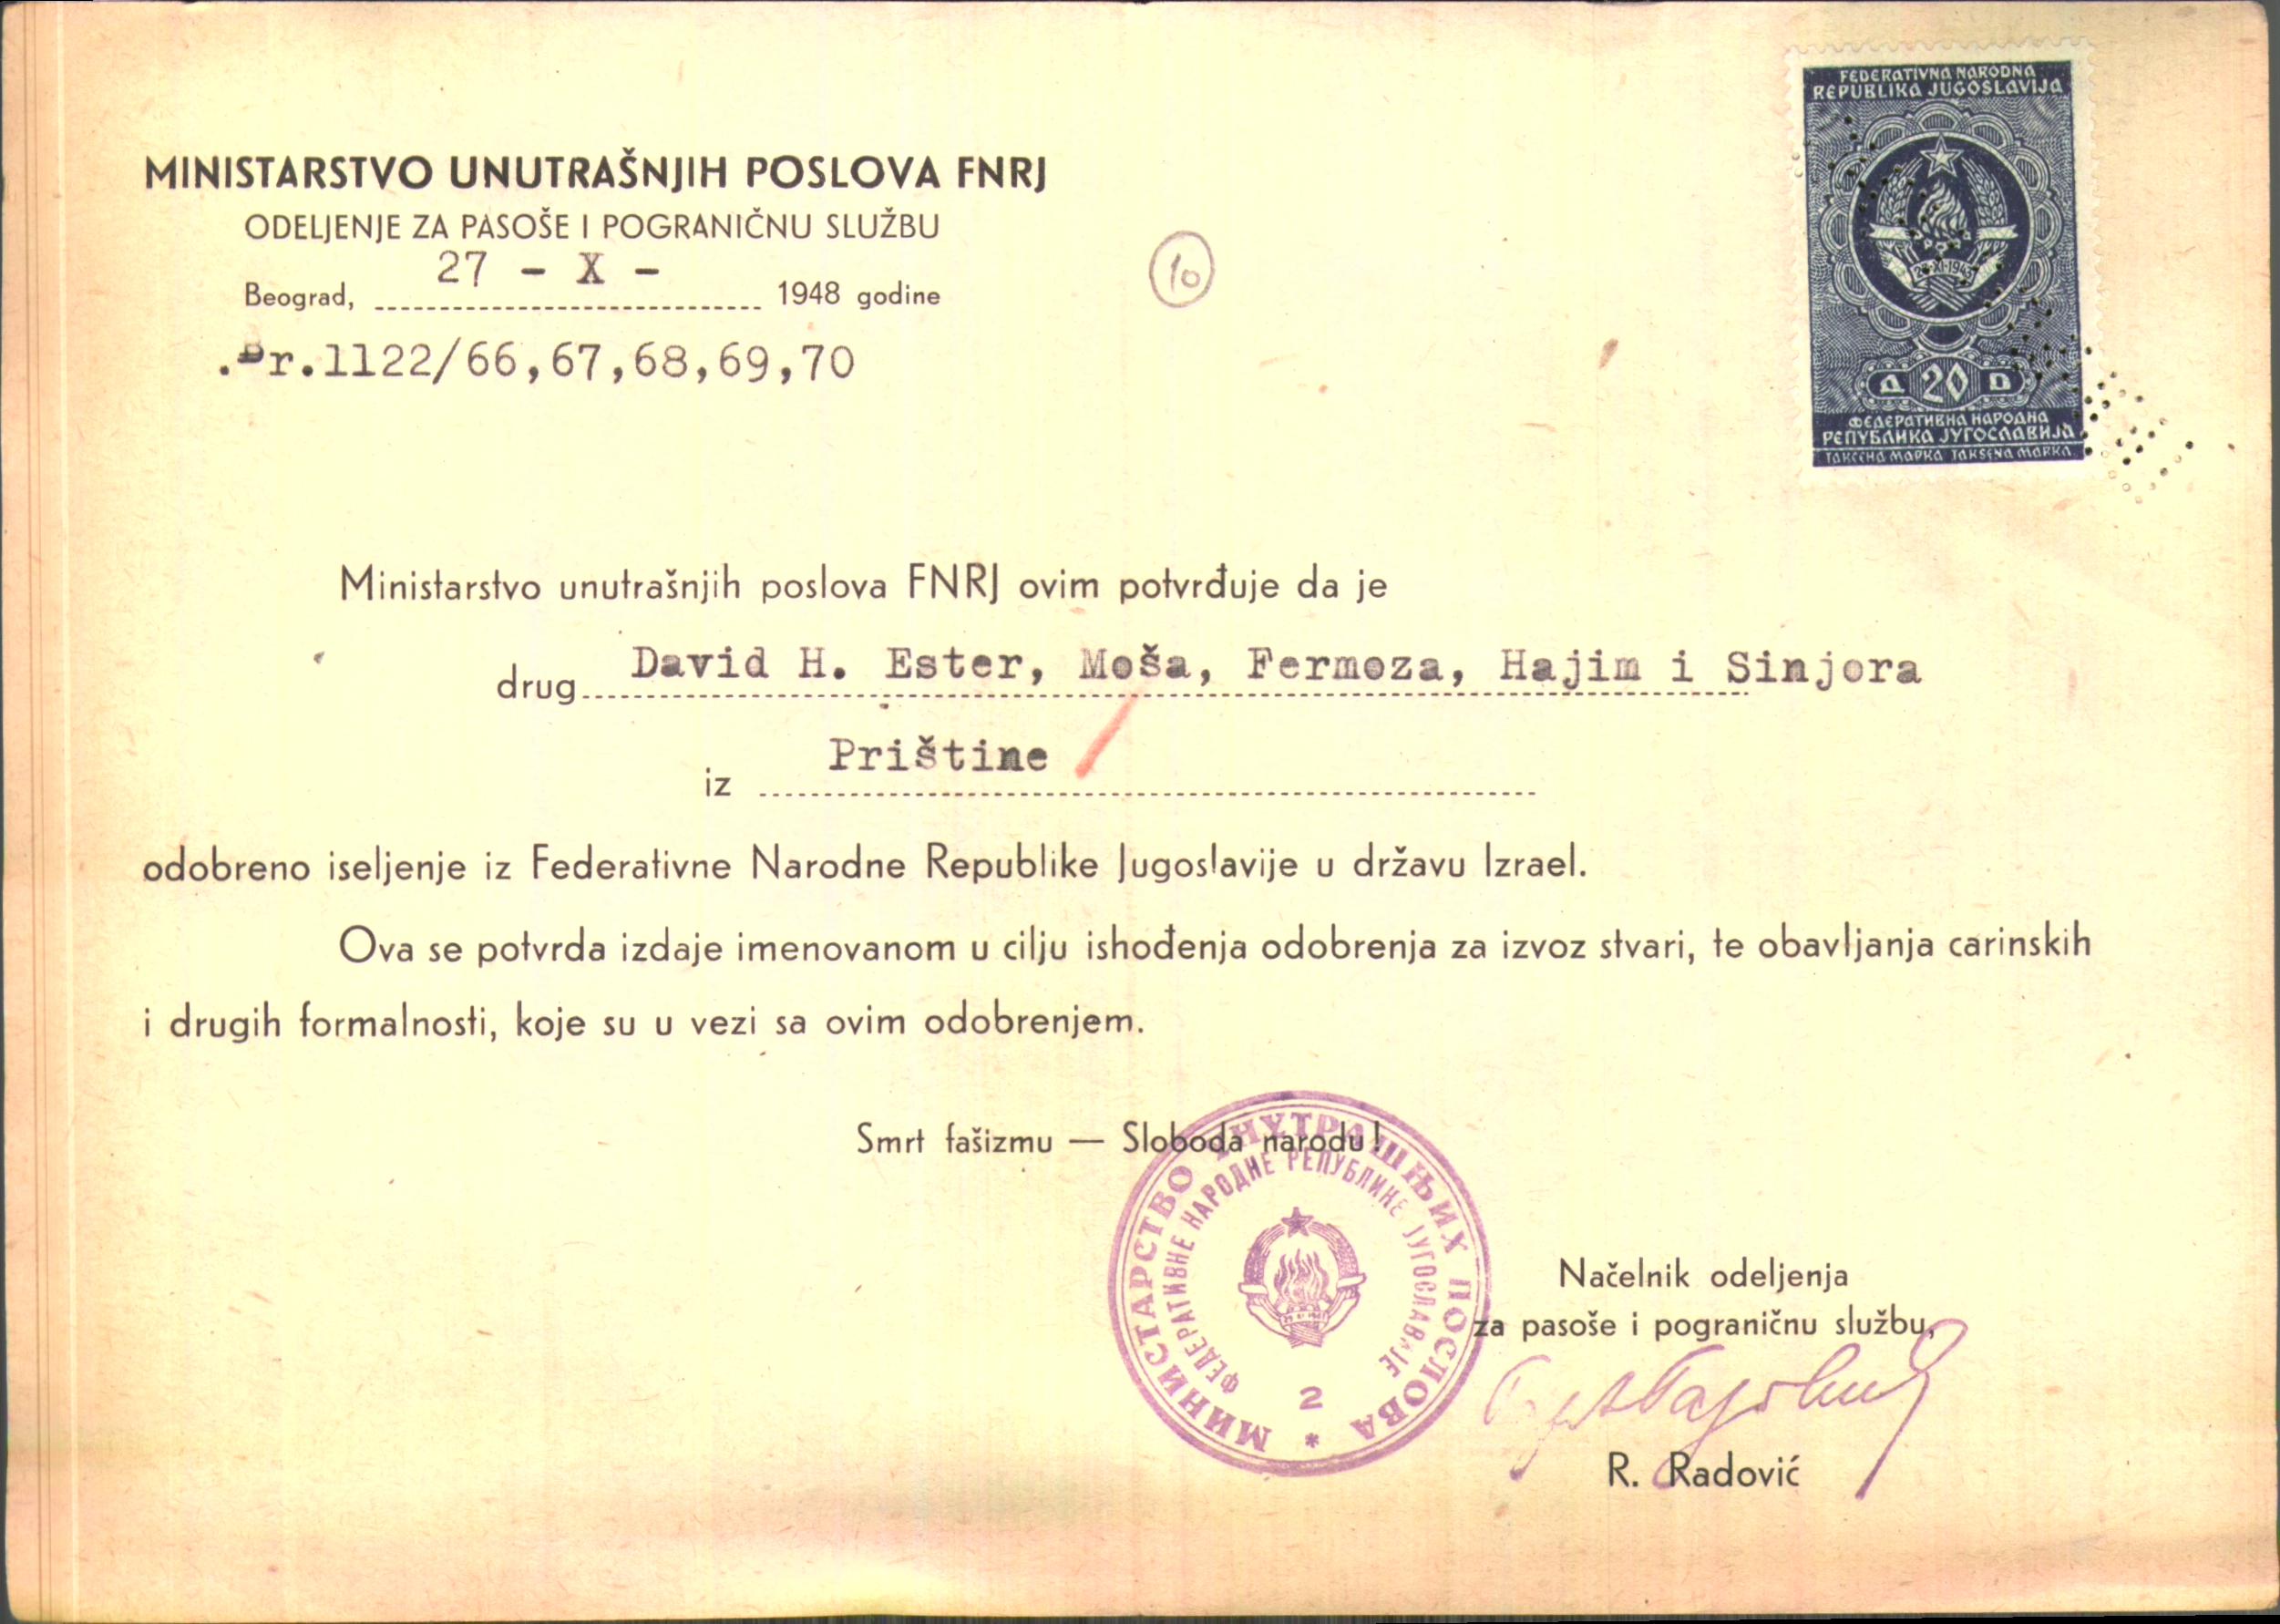 FEDERATIVNA NARODNA
REPUBLIKA JUGOSLAVIJA
29·XI·1943
Д 20 D
ФЕДЕРАТИВНА НАРОДНА
РЕПУБЛИКА ЈУГОСЛАВИЈА
ТАКСЕНА МАРКА TAKSENA MARKA
MINISTARSTVO UNUTRAŠNJIH POSLOVA FNRJ
ODELJENJE ZA PASOŠE I POGRANIČNU SLUŽBU
Beograd, 27 - X - 1948 godine
10
Br.1122/66,67,68,69,70
Ministarstvo unutrašnjih poslova FNRJ ovim potvrđuje da je
drug David H. Ester, Moša, Fermoza, Hajim i Sinjora
iz Prištine
odobreno iseljenje iz Federativne Narodne Republike Jugoslavije u državu Izrael.
Ova se potvrda izdaje imenovanom u cilju ishođenja odobrenja za izvoz stvari, te obavljanja carinskih
i drugih formalnosti, koje su u vezi sa ovim odobrenjem.
Smrt fašizmu — Sloboda narodu!
МИНИСТАРСТВО УНУТРАШЊИХ ПОСЛОВА *
ФЕДЕРАТИВНЕ НАРОДНЕ РЕПУБЛИКЕ ЈУГОСЛАВИЈЕ
2
Načelnik odeljenja
za pasoše i pograničnu službu,
R. Radović